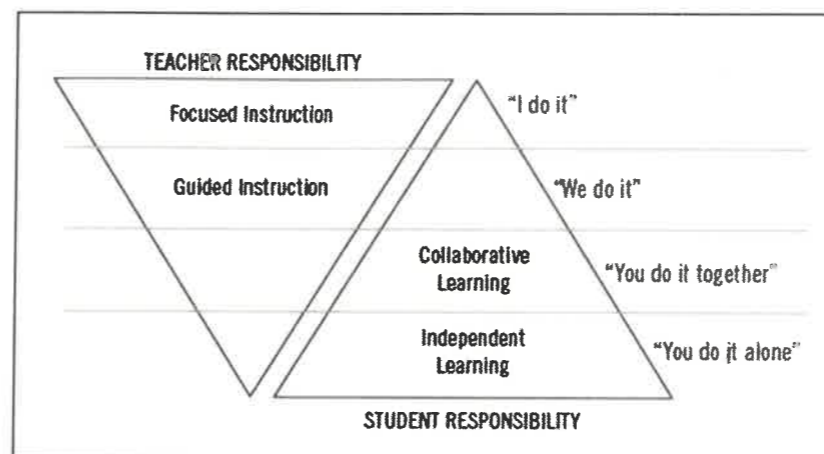 TEACHER RESPONSIBILITY
Focused Instruction
"I do it"
Guided Instruction
"We do it"
Collaborative
Learning
"You do it together"
Independent
Learning
"You do it alone"
STUDENT RESPONSIBILITY